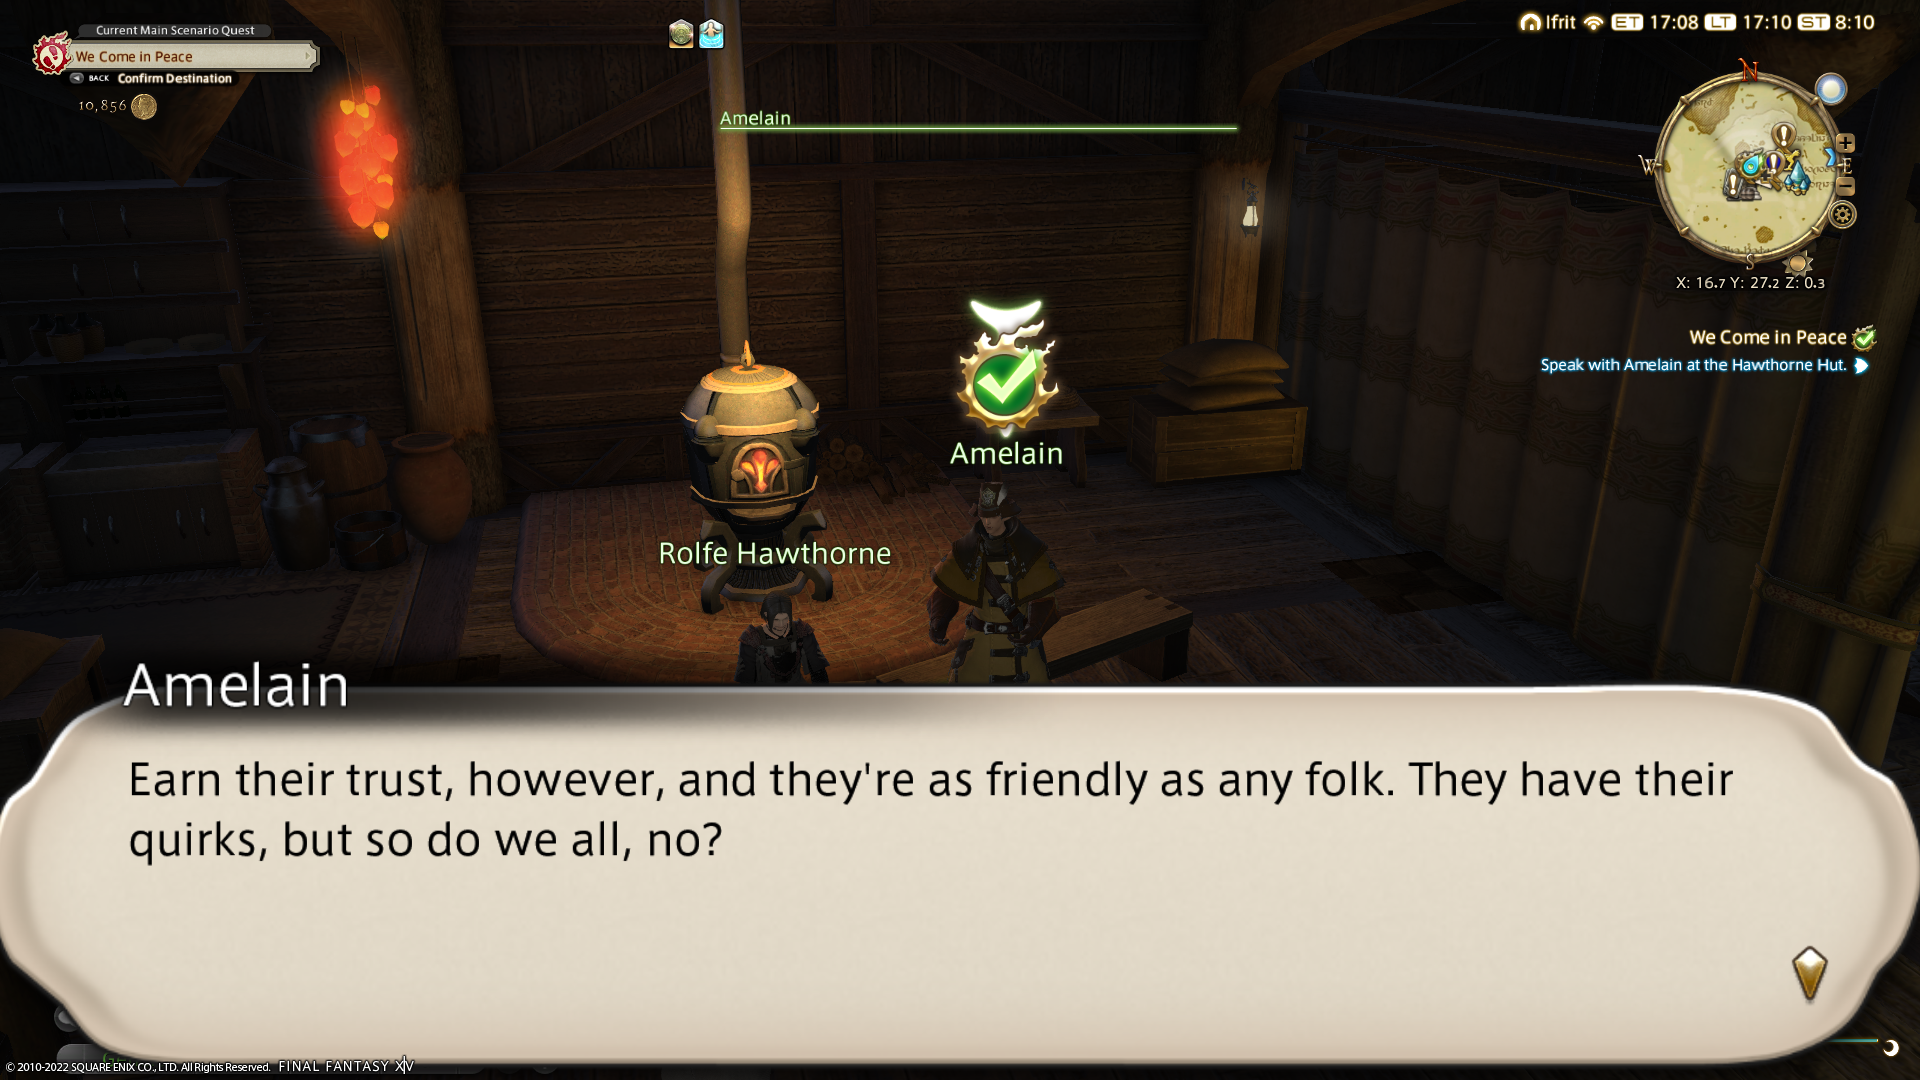 Current Main Scenario Quest
We Come in Peace
BACK Confirm Destination
10,856
Ifrit ET 17:08 LT 17:10 ST 8:10
N
W
E
S
X: 16.7 Y: 27.2 Z: 0.3
We Come in Peace
Speak with Amelain at the Hawthorne Hut.
Amelain
Amelain
Rolfe Hawthorne
Amelain
Earn their trust, however, and they're as friendly as any folk. They have their
quirks, but so do we all, no?
© 2010-2022 SQUARE ENIX CO., LTD. All Rights Reserved. FINAL FANTASY XIV